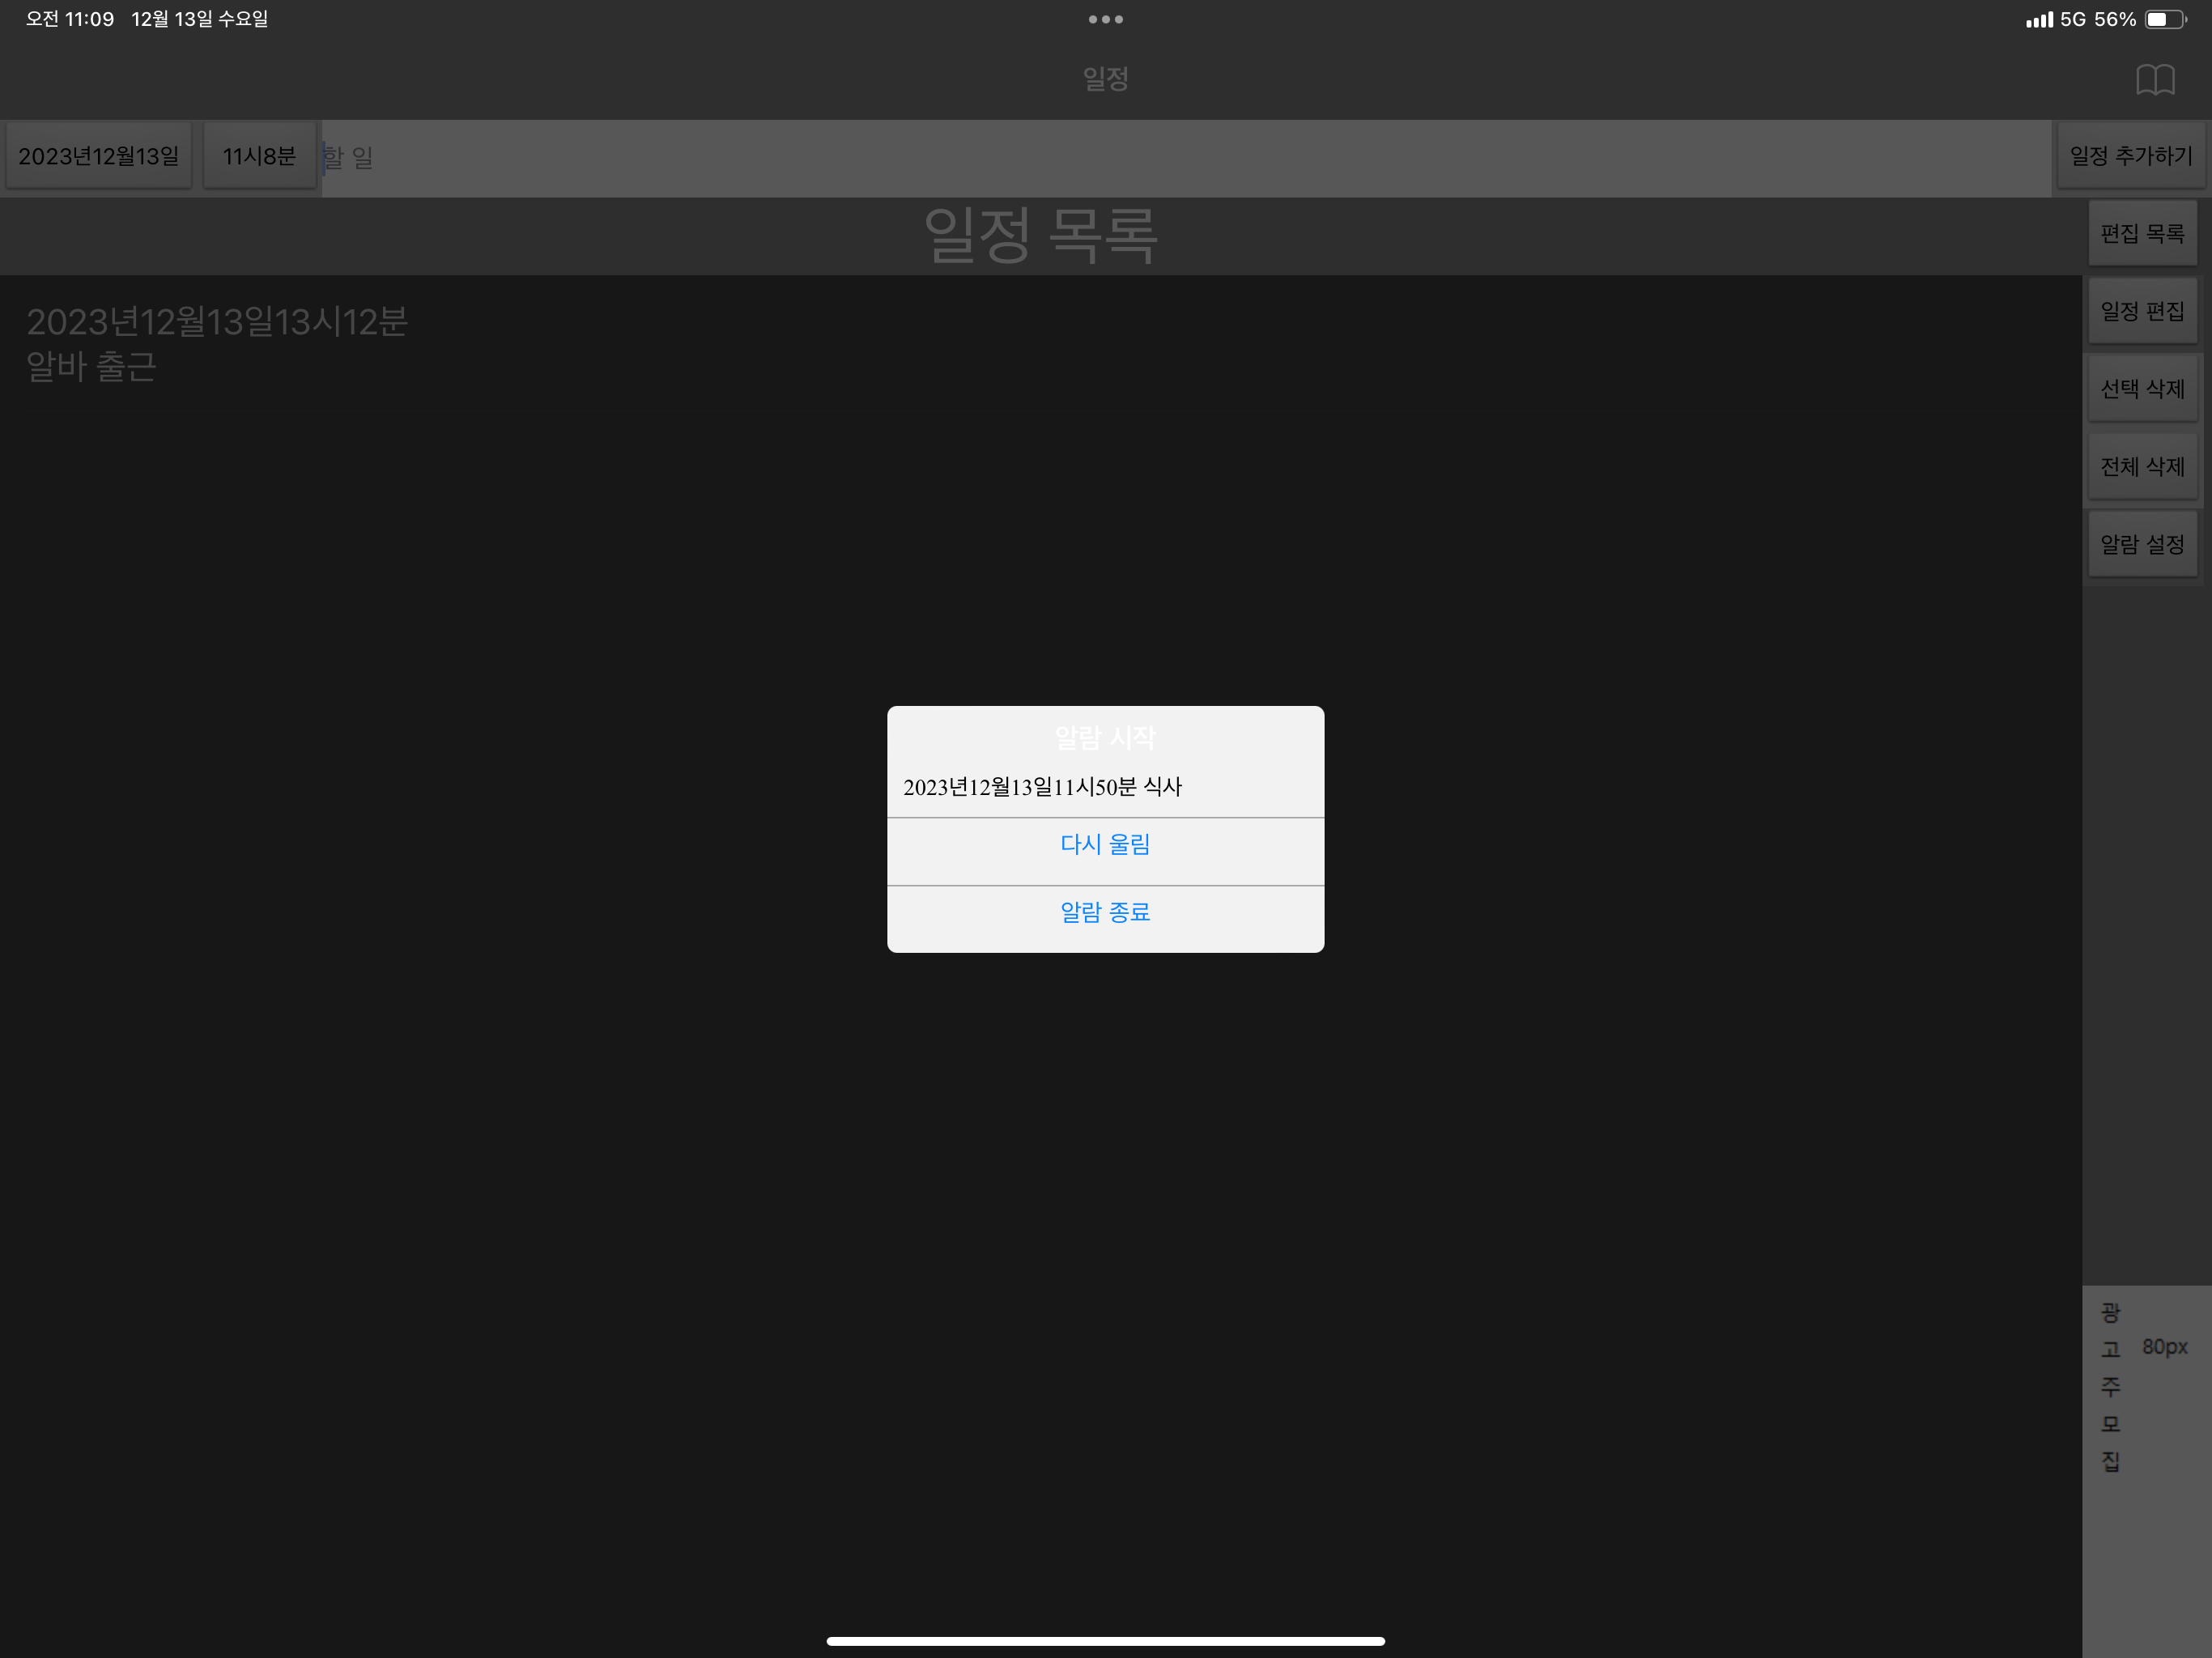 오전 11:09 12월 13일 수요일
5G 56%
일정
2023년12월13일 11시8분 할 일 일정 추가하기
일정 목록
편집 목록
2023년12월13일13시12분
알바 출근
일정 편집
선택 삭제
전체 삭제
알람 설정
알람 시작
2023년12월13일11시50분 식사
다시 울림
알람 종료
광
고 80px
주
모
집